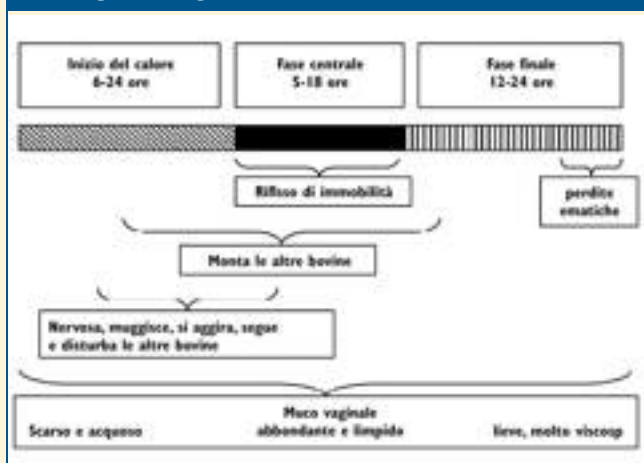 Inizio del calore
6-24 ore
Fase centrale
5-18 ore
Fase finale
12-24 ore
Riflsso di immobilità
perdite
ematiche
Monta le altre bovine
Nervosa, muggisce, si aggira, segue
e disturba le altre bovine
Muco vaginale
Scarso e acquoso abbondante e limpido lieve, molto viscosp